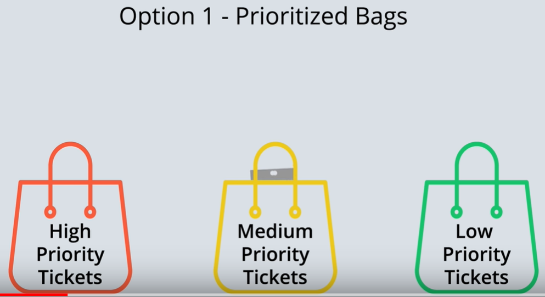 Option 1 - Prioritized Bags
High
Priority
Tickets
Medium
Priority
Tickets
Low
Priority
Tickets